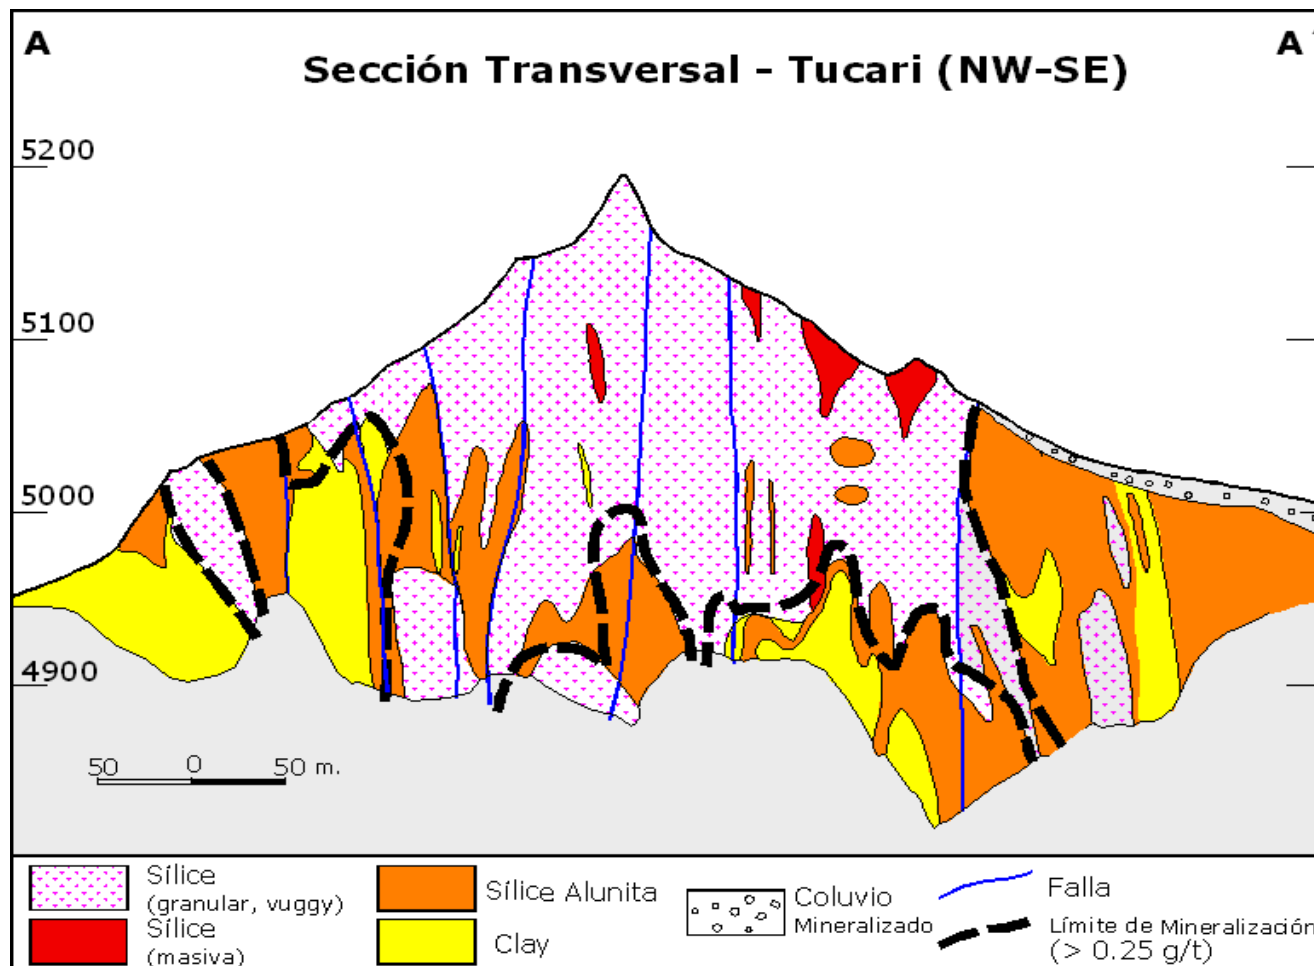 A
A'
Sección Transversal - Tucari (NW-SE)
5200
5100
5000
4900
50 0 50 m.
Sílice
(granular, vuggy)
Sílice
(masiva)
Sílice Alunita
Clay
Coluvio
Mineralizado
Falla
Límite de Mineralización
(> 0.25 g/t)